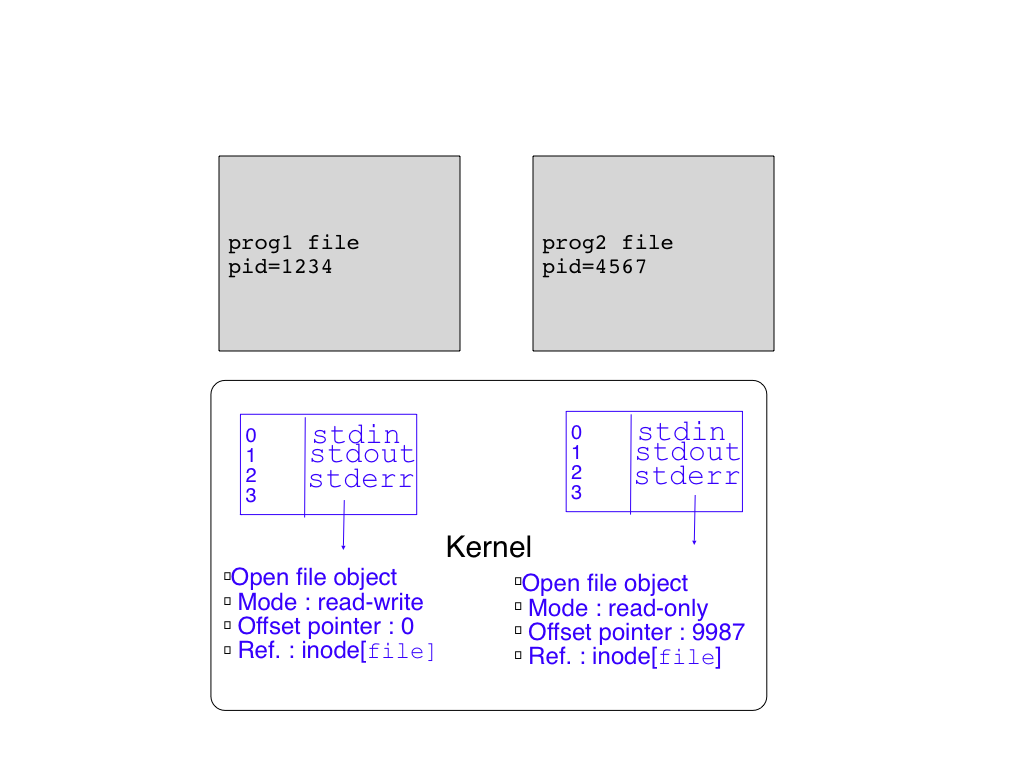 prog1 file
pid=1234
prog2 file
pid=4567
0 stdin
1 stdout
2 stderr
3
0 stdin
1 stdout
2 stderr
3
Kernel
Open file object
Mode : read-write
Offset pointer : 0
Ref. : inode[file]
Open file object
Mode : read-only
Offset pointer : 9987
Ref. : inode[file]